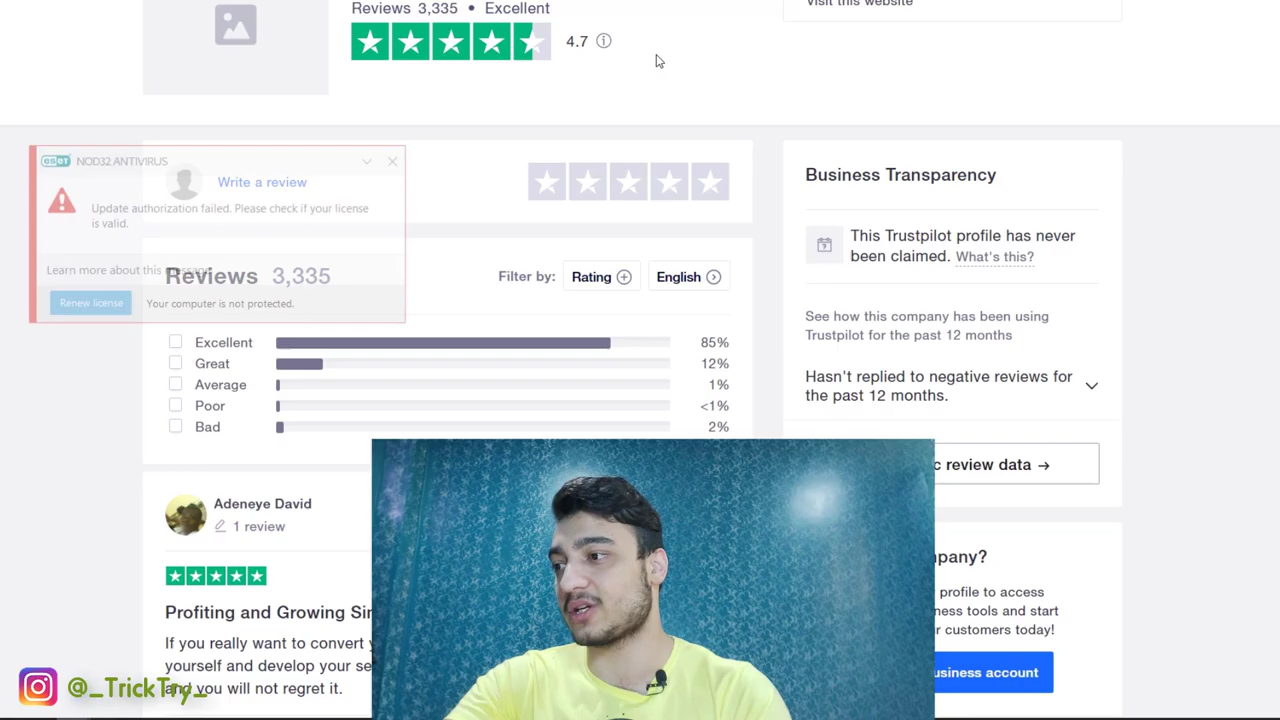 Reviews 3,335 • Excellent
4.7
Visit this website
eset NOD32 ANTIVIRUS
Write a review
Update authorization failed. Please check if your license
is valid.
Learn more about this message
Renew license
Your computer is not protected.
Reviews 3,335
Filter by:
Rating
English
Excellent 85%
Great 12%
Average 1%
Poor <1%
Bad 2%
Business Transparency
This Trustpilot profile has never
been claimed. What's this?
See how this company has been using
Trustpilot for the past 12 months
Hasn't replied to negative reviews for
the past 12 months.
c review data →
Adeneye David
1 review
Profiting and Growing Si
If you really want to convert
yourself and develop your se
and you will not regret it.
pany?
profile to access
ness tools and start
r customers today!
usiness account
@_TrickTry_